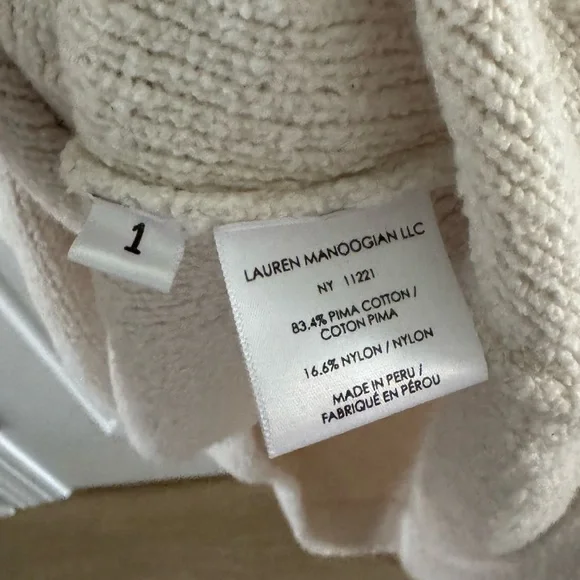 1
LAUREN MANOOGIAN LLC
NY 11221
83.4% PIMA COTTON /
COTON PIMA
16.6% NYLON / NYLON
MADE IN PERU /
FABRIQUÉ EN PÉROU